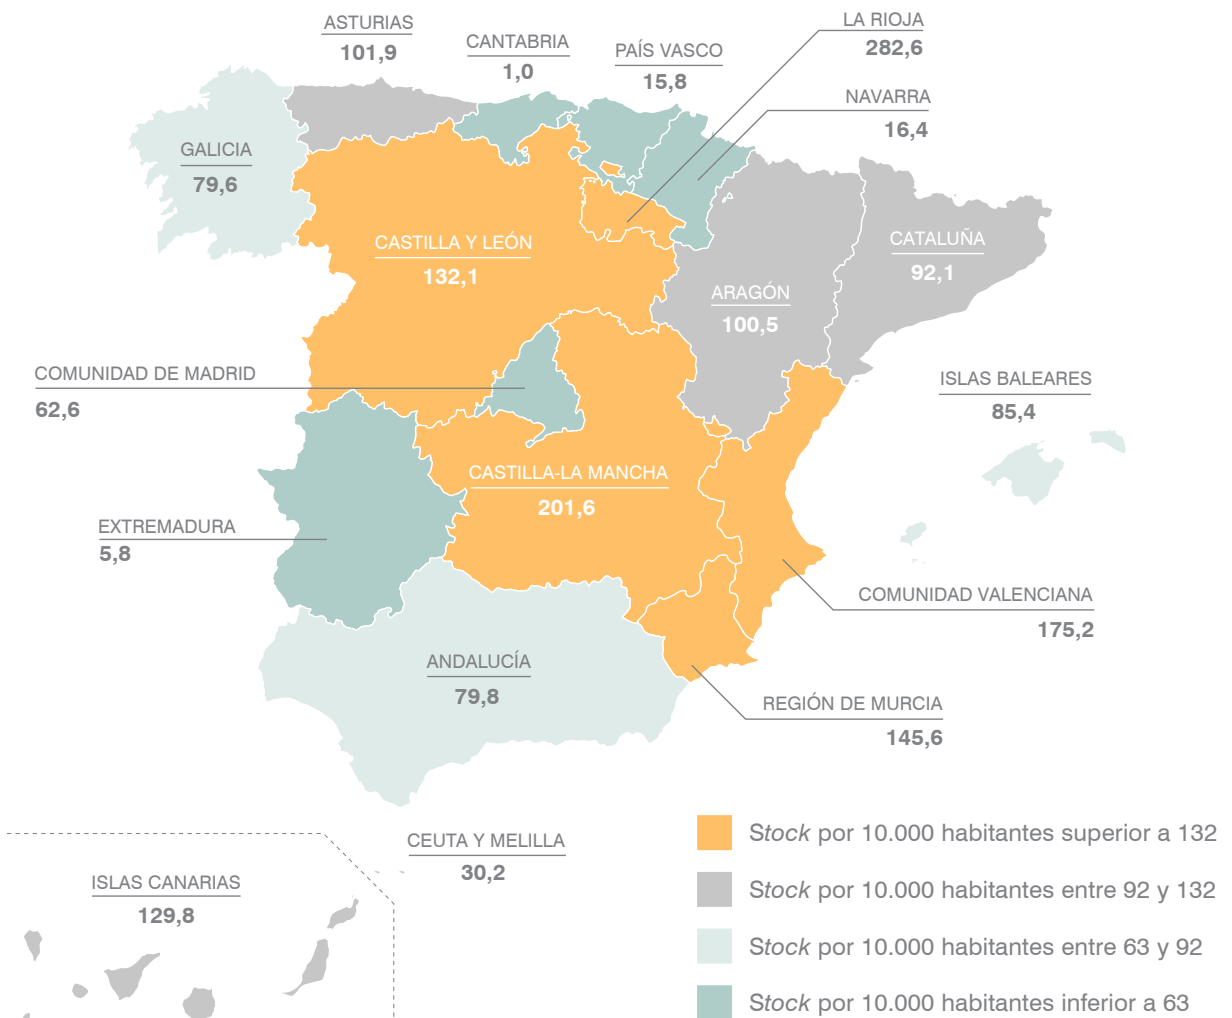 ASTURIAS
101,9
CANTABRIA
1,0
PAÍS VASCO
15,8
LA RIOJA
282,6
NAVARRA
16,4
GALICIA
79,6
CASTILLA Y LEÓN
132,1
CATALUÑA
92,1
ARAGÓN
100,5
COMUNIDAD DE MADRID
62,6
ISLAS BALEARES
85,4
CASTILLA-LA MANCHA
201,6
EXTREMADURA
5,8
COMUNIDAD VALENCIANA
175,2
ANDALUCÍA
79,8
REGIÓN DE MURCIA
145,6
CEUTA Y MELILLA
30,2
ISLAS CANARIAS
129,8
Stock por 10.000 habitantes superior a 132
Stock por 10.000 habitantes entre 92 y 132
Stock por 10.000 habitantes entre 63 y 92
Stock por 10.000 habitantes inferior a 63